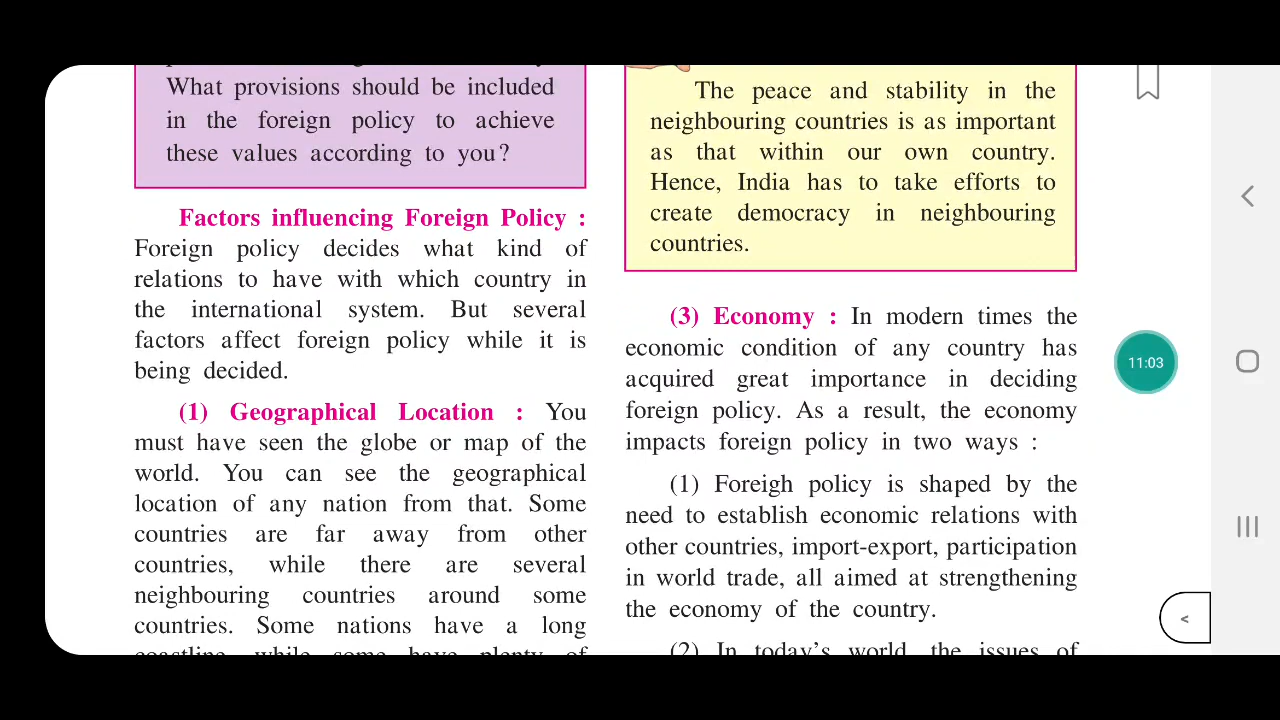 What provisions should be included
in the foreign policy to achieve
these values according to you?
Factors influencing Foreign Policy :
Foreign policy decides what kind of
relations to have with which country in
the international system. But several
factors affect foreign policy while it is
being decided.
(1) Geographical Location : You
must have seen the globe or map of the
world. You can see the geographical
location of any nation from that. Some
countries are far away from other
countries, while there are several
neighbouring countries around some
countries. Some nations have a long
coastline, while some have plenty of
The peace and stability in the
neighbouring countries is as important
as that within our own country.
Hence, India has to take efforts to
create democracy in neighbouring
countries.
(3) Economy : In modern times the
economic condition of any country has
acquired great importance in deciding
foreign policy. As a result, the economy
impacts foreign policy in two ways :
(1) Foreigh policy is shaped by the
need to establish economic relations with
other countries, import-export, participation
in world trade, all aimed at strengthening
the economy of the country.
(2) In today's world, the issues of
11:03